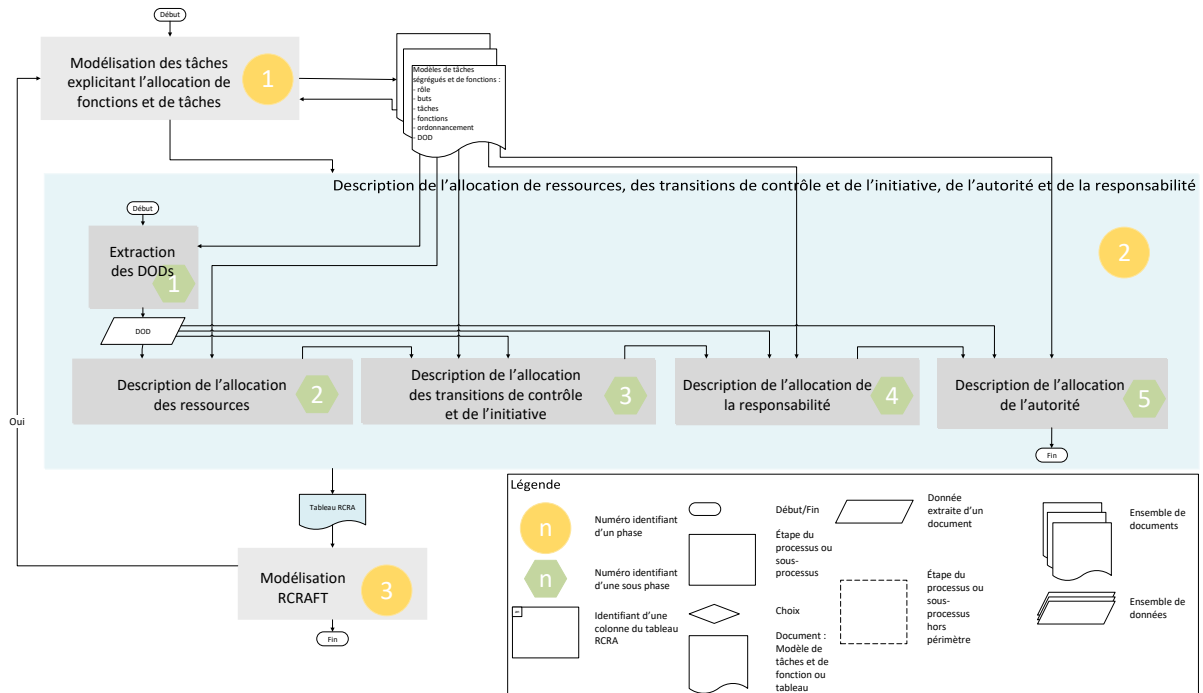 Début
Modélisation des tâches
explicitant l'allocation de
fonctions et de tâches
1
Modèles de tâches
ségrégués et de fonctions :
- rôle
- buts
- tâches
- fonctions
- ordonnancement
- DOD
Description de l'allocation de ressources, des transitions de contrôle et de l'initiative, de l'autorité et de la responsabilité
2
Début
Extraction
des DODs
1
DOD
Description de l'allocation
des ressources
2
Description de l'allocation
des transitions de contrôle
et de l'initiative
3
Description de l'allocation de
la responsabilité
4
Description de l'allocation
de l'autorité
5
Fin
Oui
Tableau RCRA
Modélisation
RCRAFT
3
Fin
Légende
n
Numéro identifiant
d'un phase
n
Numéro identifiant
d'une sous phase
Identifiant d'une
colonne du tableau
RCRA
Début/Fin
Étape du
processus ou
sous-
processus
Choix
Document :
Modèle de
tâches et de
fonction ou
tableau
Donnée
extraite d'un
document
Étape du
processus ou
sous-
processus
hors
périmètre
Ensemble de
documents
Ensemble de
données